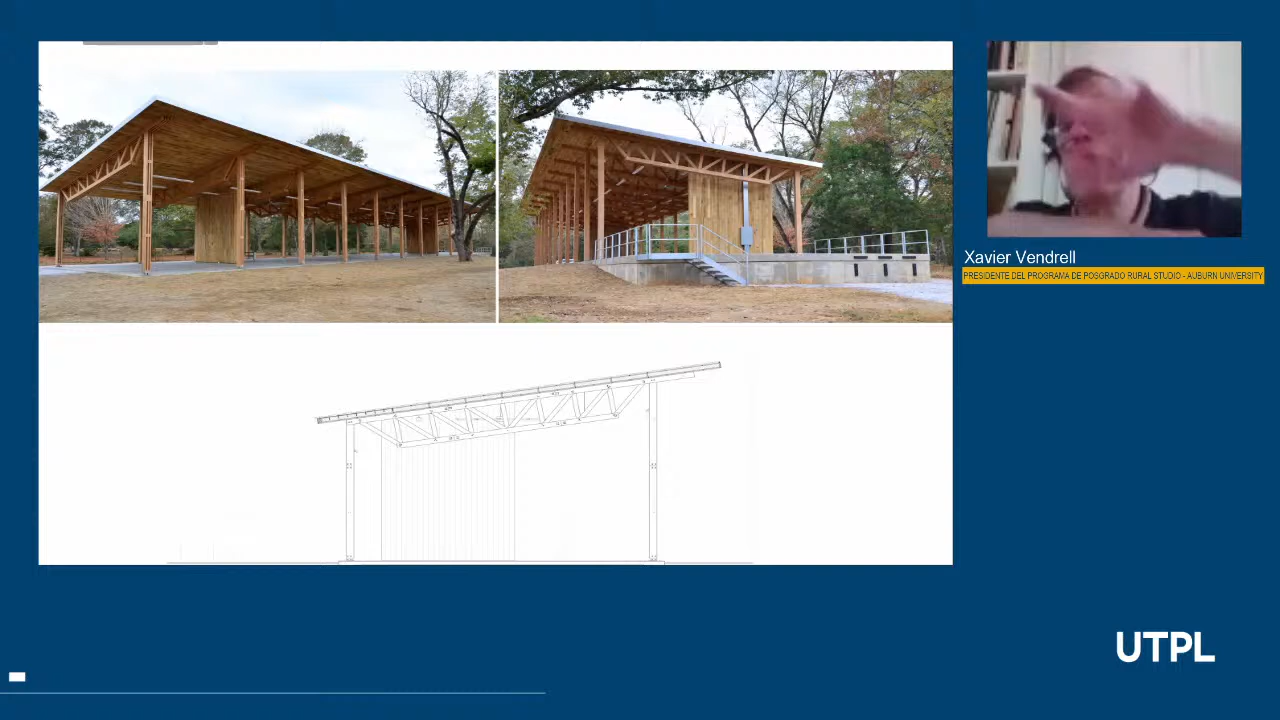 Xavier Vendrell
PRESIDENTE DEL PROGRAMA DE POSGRADO RURAL STUDIO - AUBURN UNIVERSITY
UTPL